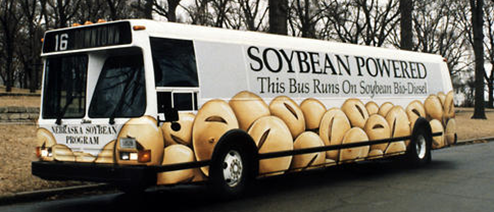 16
SOYBEAN POWERED
This Bus Runs On Soybean Bio-Diesel
NEBRASKA SOYBEAN
PROGRAM